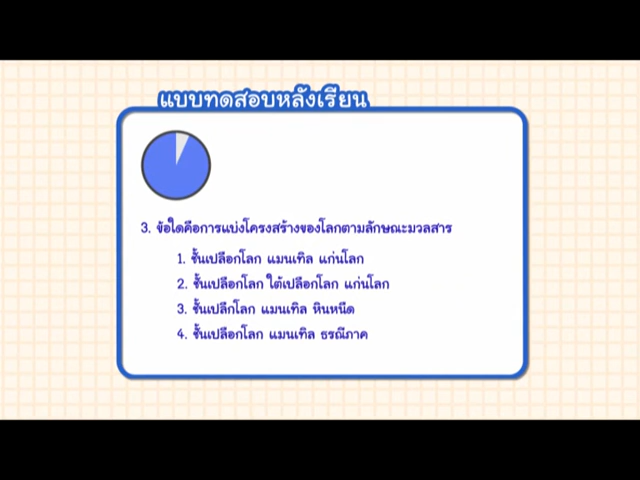 แบบทดสอบหลังเรียน
3. ข้อใดคือการแบ่งโครงสร้างของโลกตามลักษณะมวลสาร
1. ชั้นเปลือกโลก แมนเทิล แก่นโลก
2. ชั้นเปลือกโลก ใต้เปลือกโลก แก่นโลก
3. ชั้นเปลืกโลก แมนเทิล หินหนืด
4. ชั้นเปลือกโลก แมนเทิล ธรณีภาค